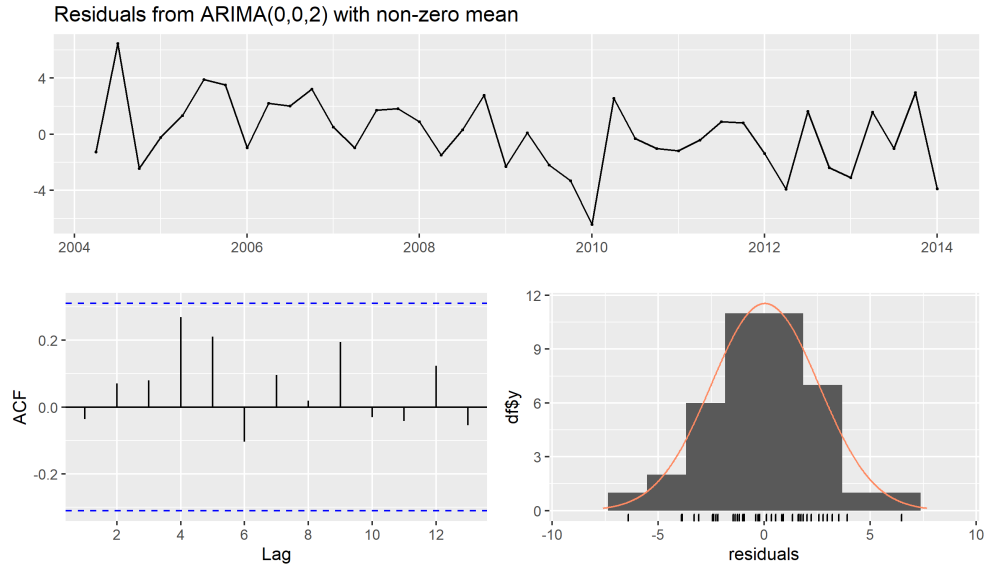 Residuals from ARIMA(0,0,2) with non-zero mean
4
0
-4
2004 2006 2008 2010 2012 2014
ACF
0.2
0.0
-0.2
2 4 6 8 10 12
Lag
df$y
12
9
6
3
0
-10 -5 0 5 10
residuals